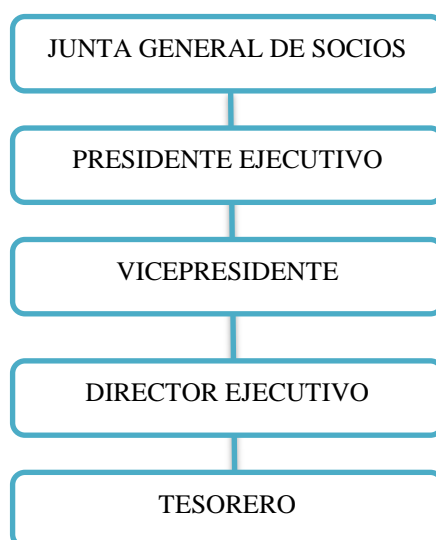 JUNTA GENERAL DE SOCIOS
PRESIDENTE EJECUTIVO
VICEPRESIDENTE
DIRECTOR EJECUTIVO
TESORERO